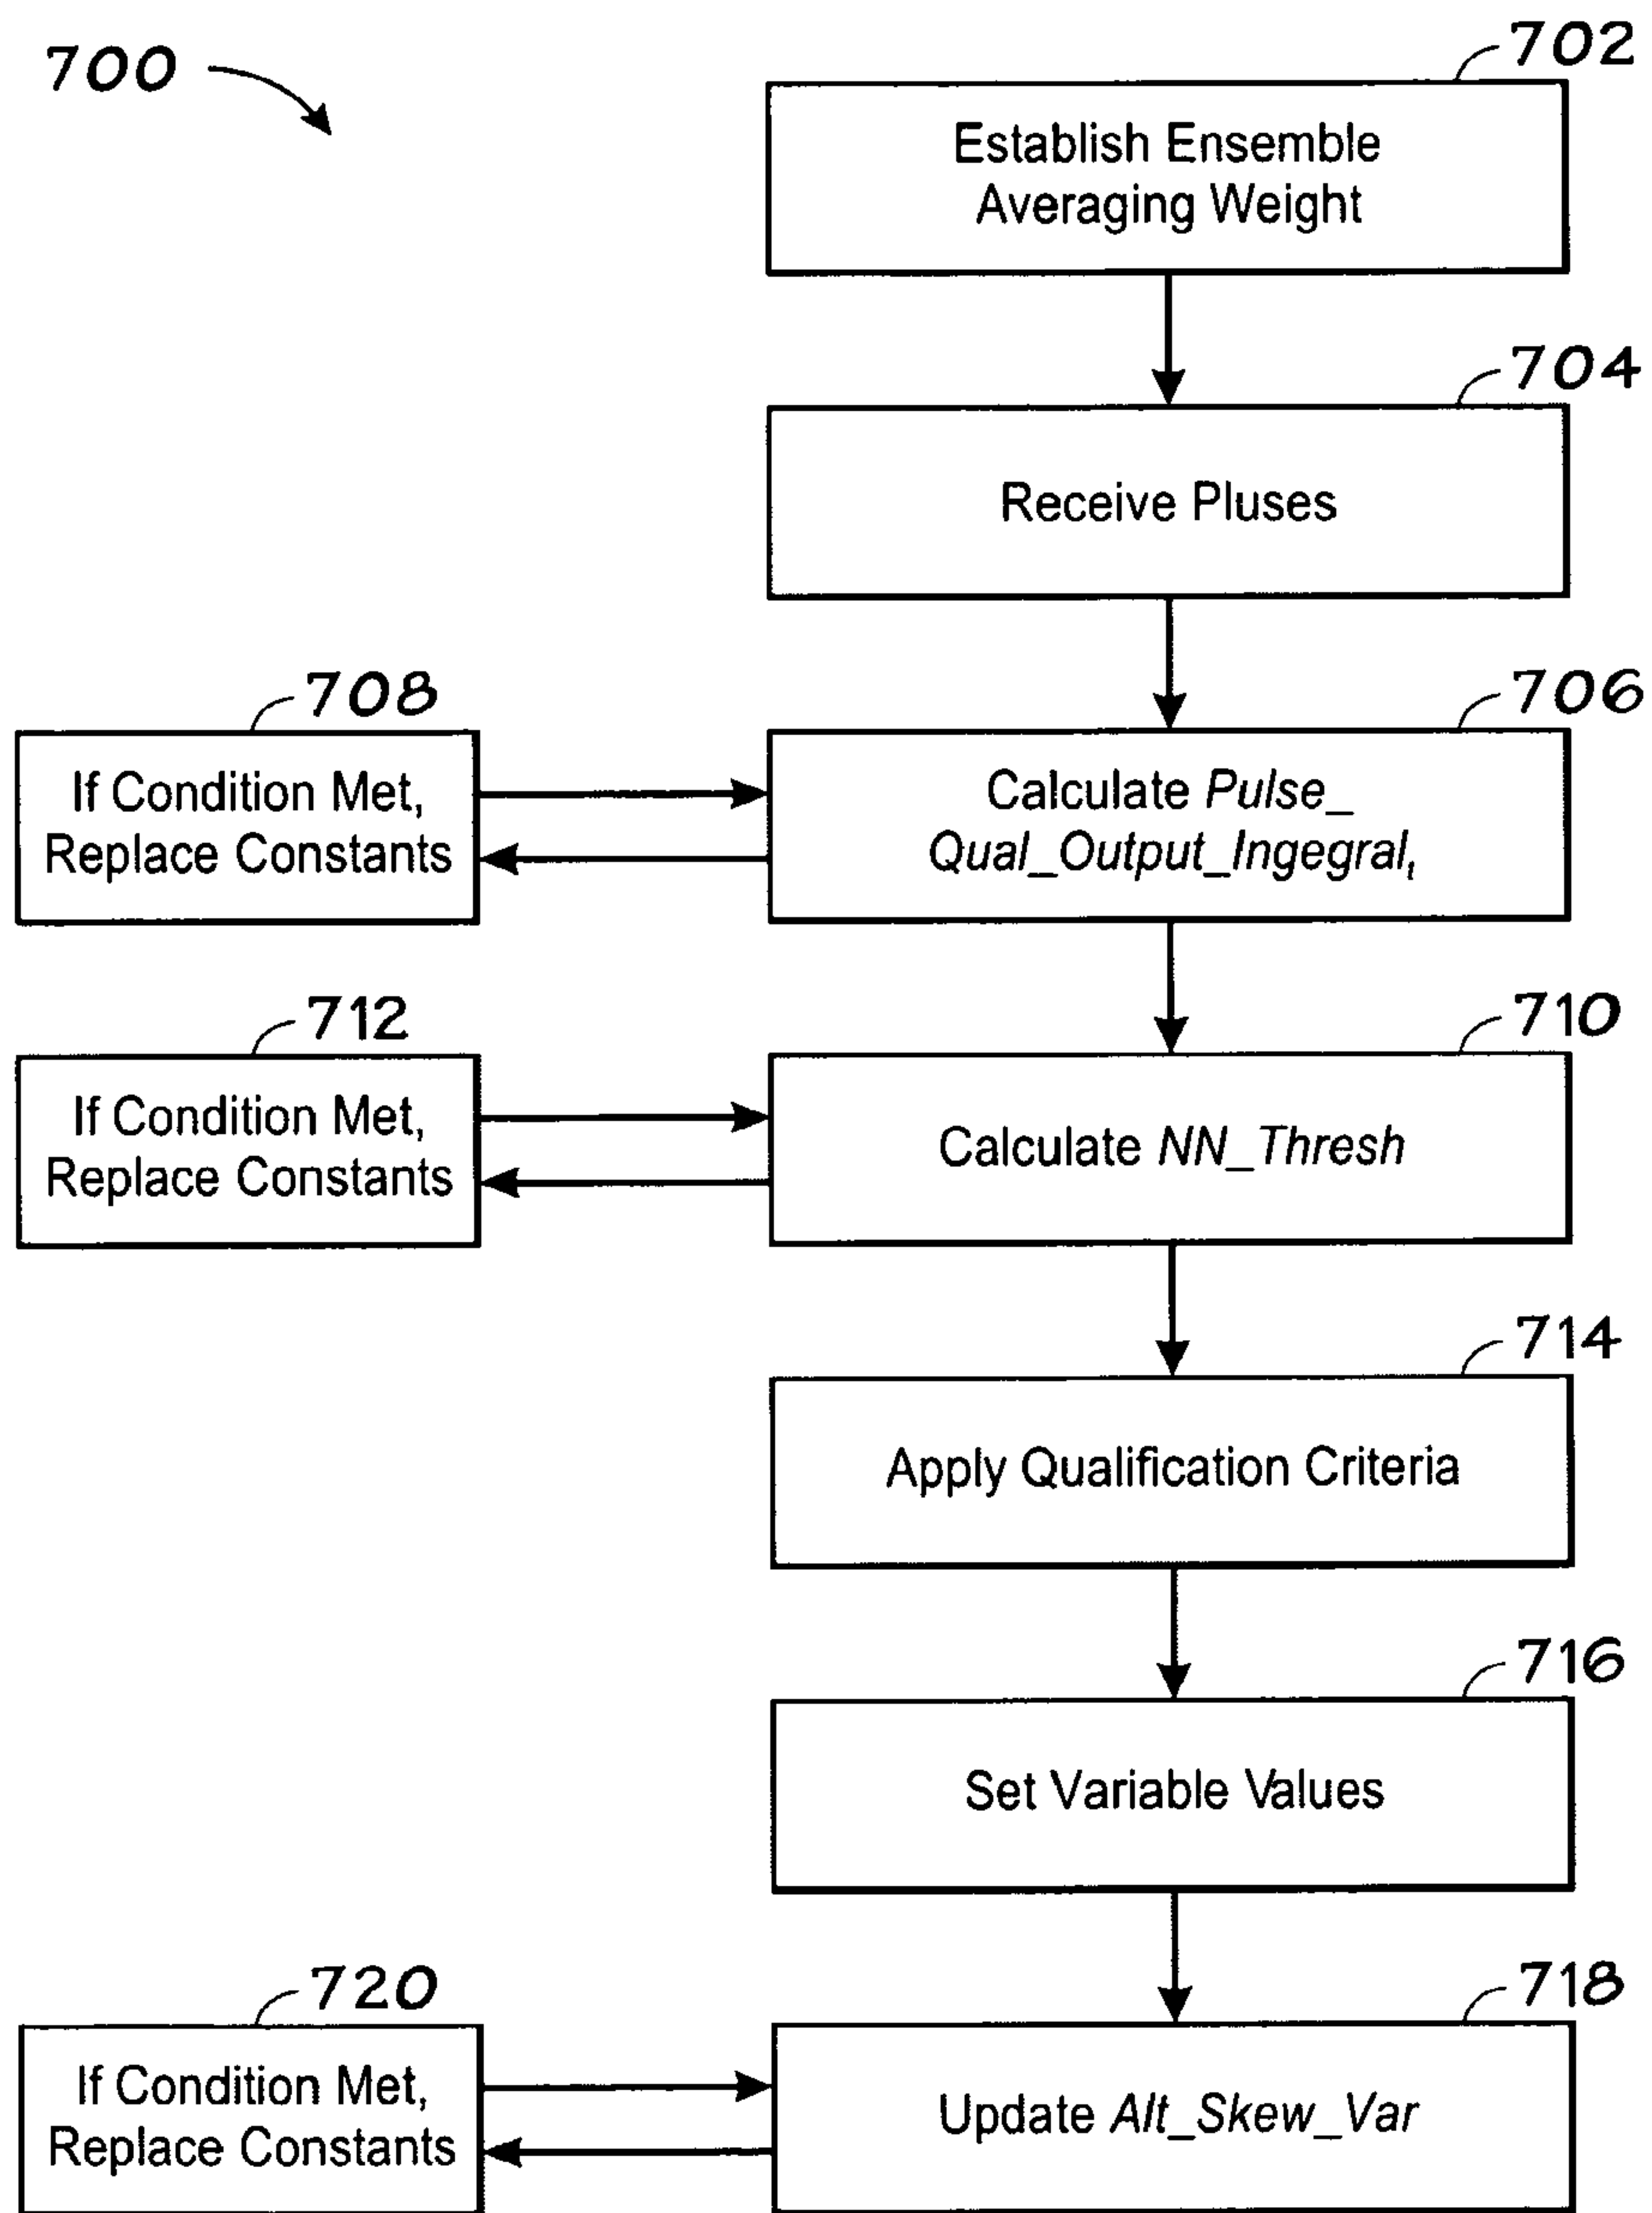 700
702
Establish Ensemble
Averaging Weight
704
Receive Pluses
708
If Condition Met,
Replace Constants
706
Calculate Pulse_
Qual_Output_Ingegral,
712
If Condition Met,
Replace Constants
710
Calculate NN_Thresh
714
Apply Qualification Criteria
716
Set Variable Values
720
If Condition Met,
Replace Constants
718
Update Alt_Skew_Var